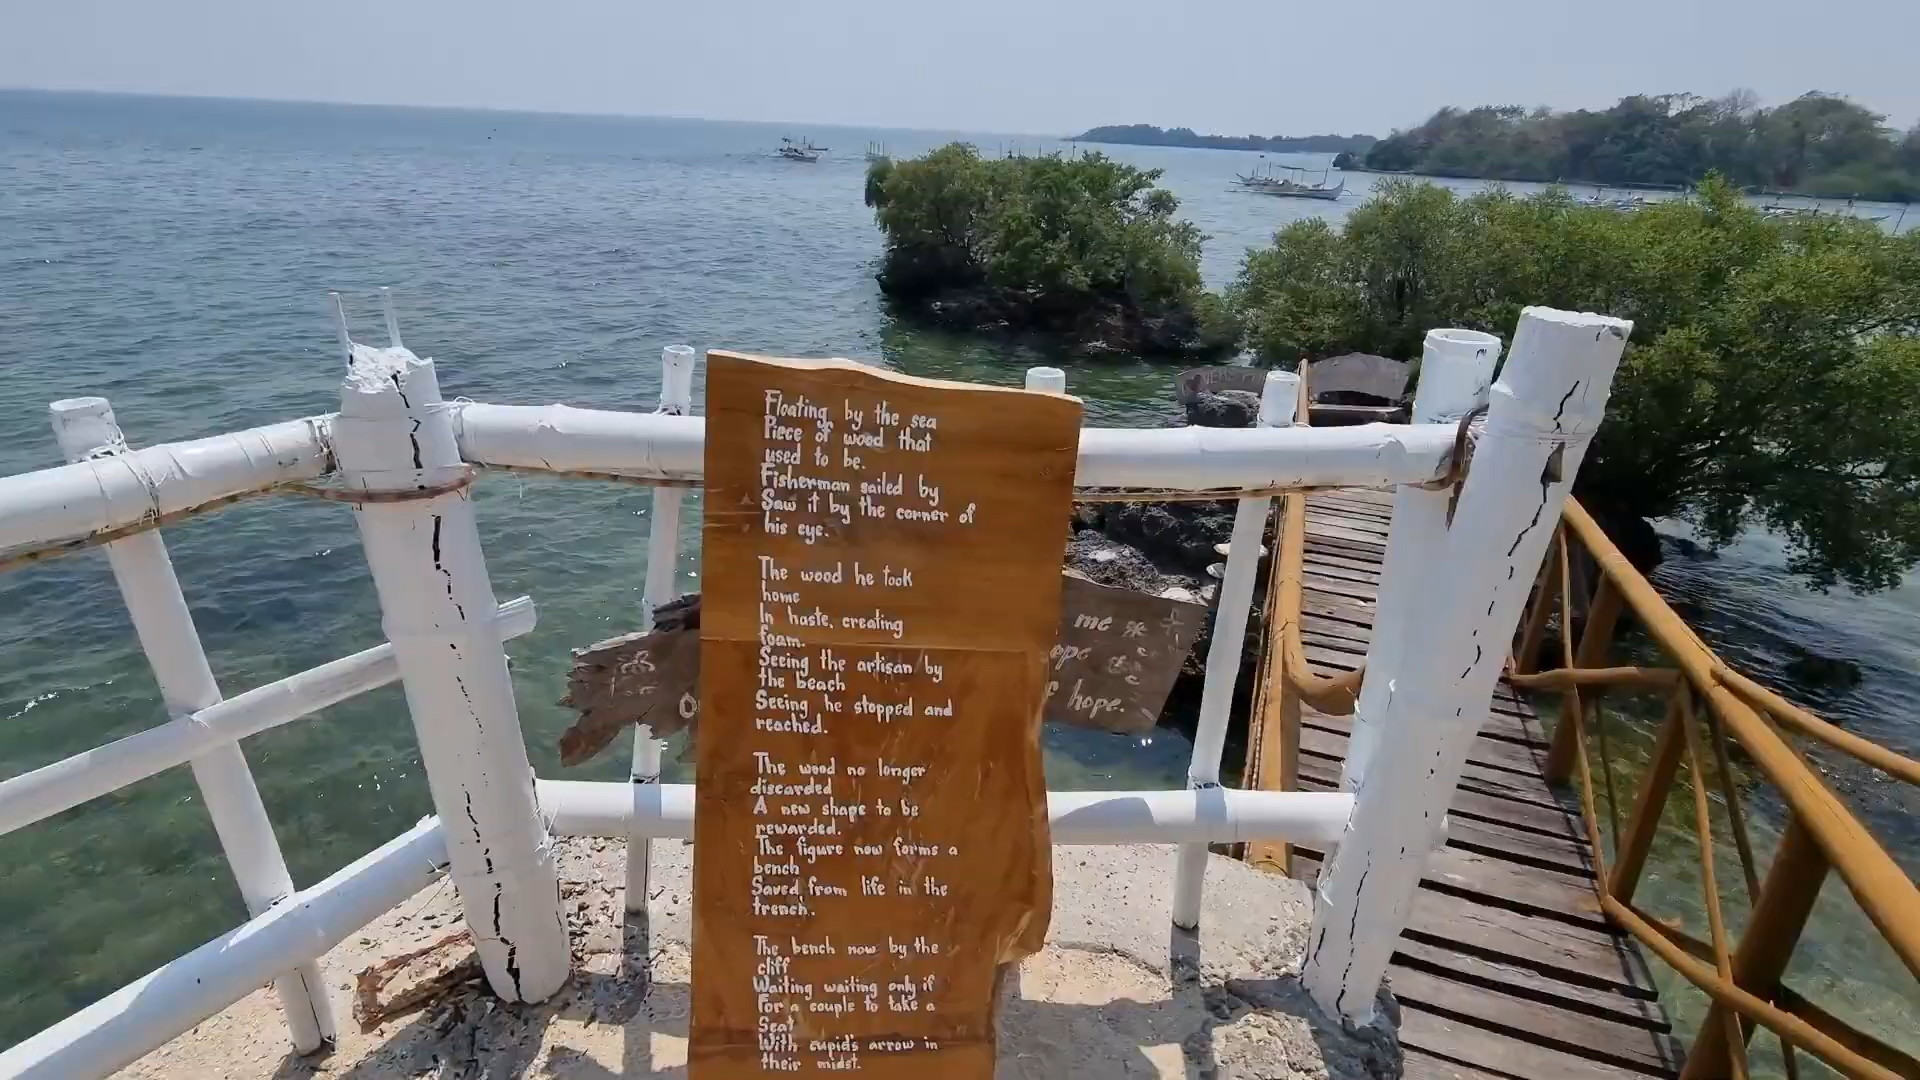 Floating by the sea
Piece of wood that
used to be.
Fisherman sailed by
Saw it by the corner of
his eye.
The wood he took
home
In haste, creating
foam.
Seeing the artisan by
the beach
Seeing he stopped and
reached.
The wood no longer
discarded
A new shape to be
rewarded.
The figure now forms a
bench
Saved from life in the
trench.
The bench now by the
cliff
Waiting waiting only if
For a couple to take a
Seat
With cupid's arrow in
their midst.
me
hope.